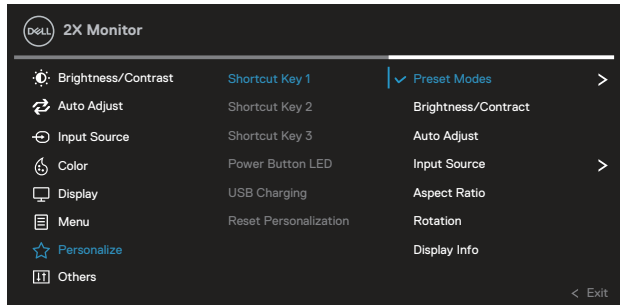 DELL 2X Monitor
Brightness/Contrast Shortcut Key 1 Preset Modes >
Auto Adjust Shortcut Key 2 Brightness/Contract
Input Source Shortcut Key 3 Auto Adjust
Color Power Button LED Input Source >
Display USB Charging Aspect Ratio
Menu Reset Personalization Rotation
Personalize Display Info
Others
< Exit